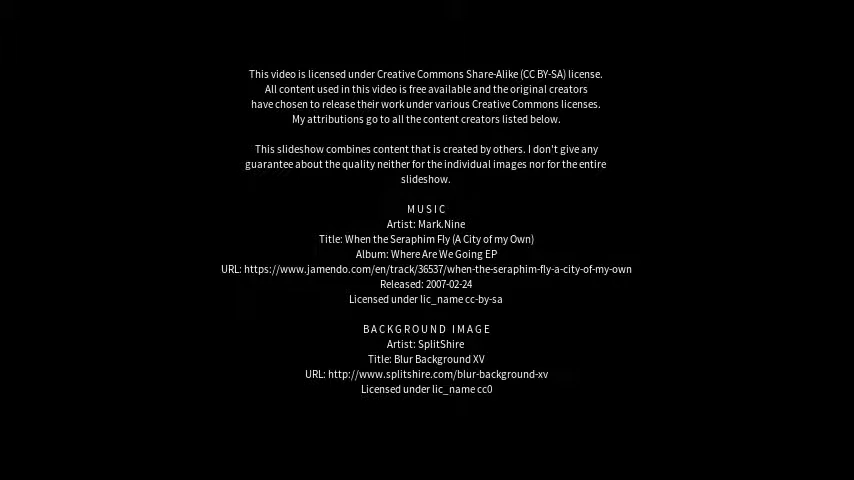 This video is licensed under Creative Commons Share-Alike (CC BY-SA) license.
All content used in this video is free available and the original creators
have chosen to release their work under various Creative Commons licenses.
My attributions go to all the content creators listed below.
This slideshow combines content that is created by others. I don't give any
guarantee about the quality neither for the individual images nor for the entire
slideshow.
MUSIC
Artist: Mark.Nine
Title: When the Seraphim Fly (A City of my Own)
Album: Where Are We Going EP
URL: https://www.jamendo.com/en/track/36537/when-the-seraphim-fly-a-city-of-my-own
Released: 2007-02-24
Licensed under lic_name cc-by-sa
BACKGROUND IMAGE
Artist: SplitShire
Title: Blur Background XV
URL: http://www.splitshire.com/blur-background-xv
Licensed under lic_name cc0